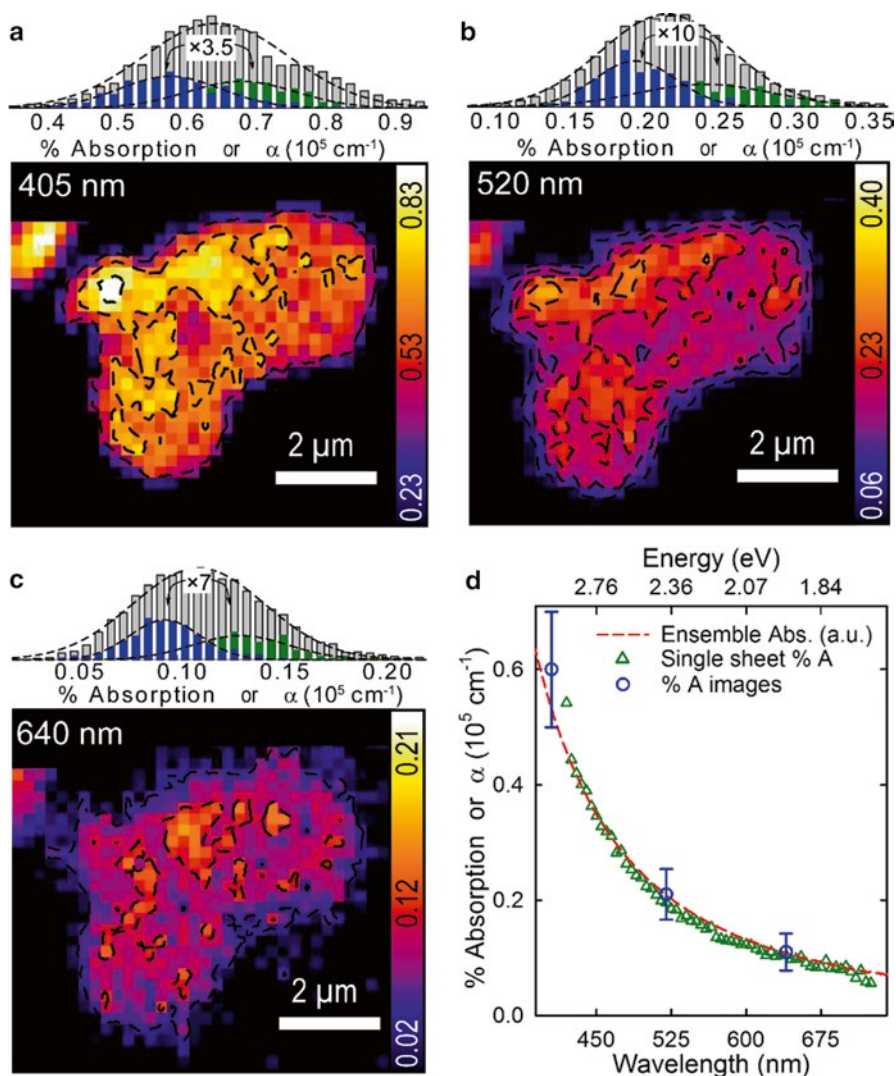 a
×3.5
0.4 0.5 0.6 0.7 0.8 0.9
% Absorption or α (10⁵ cm⁻¹)
405 nm
2 µm
0.83
0.53
0.23
b
×10
0.10 0.15 0.20 0.25 0.30 0.35
% Absorption or α (10⁵ cm⁻¹)
520 nm
2 µm
0.40
0.23
0.06
c
×7
0.05 0.10 0.15 0.20
% Absorption or α (10⁵ cm⁻¹)
640 nm
2 µm
0.21
0.12
0.02
d
Energy (eV)
2.76 2.36 2.07 1.84
Ensemble Abs. (a.u.)
Single sheet % A
% A images
% Absorption or α (10⁵ cm⁻¹)
0.6
0.4
0.2
0.0
450 525 600 675
Wavelength (nm)